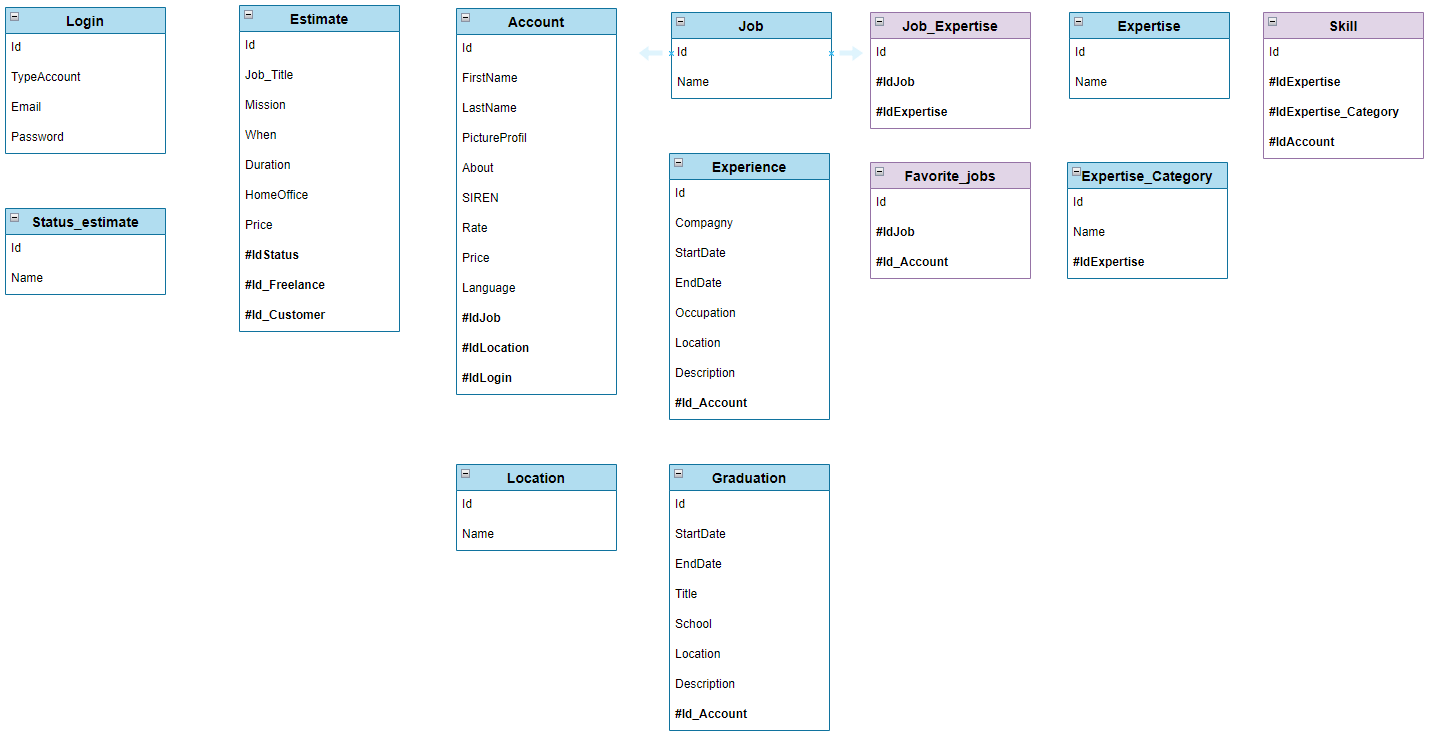 Login
Id
TypeAccount
Email
Password
Status_estimate
Id
Name
Estimate
Id
Job_Title
Mission
When
Duration
HomeOffice
Price
#IdStatus
#Id_Freelance
#Id_Customer
Account
Id
FirstName
LastName
PictureProfil
About
SIREN
Rate
Price
Language
#IdJob
#IdLocation
#IdLogin
Location
Id
Name
Job
Id
Name
Experience
Id
Compagny
StartDate
EndDate
Occupation
Location
Description
#Id_Account
Graduation
Id
StartDate
EndDate
Title
School
Location
Description
#Id_Account
Job_Expertise
Id
#IdJob
#IdExpertise
Favorite_jobs
Id
#IdJob
#Id_Account
Expertise
Id
Name
Expertise_Category
Id
Name
#IdExpertise
Skill
Id
#IdExpertise
#IdExpertise_Category
#IdAccount